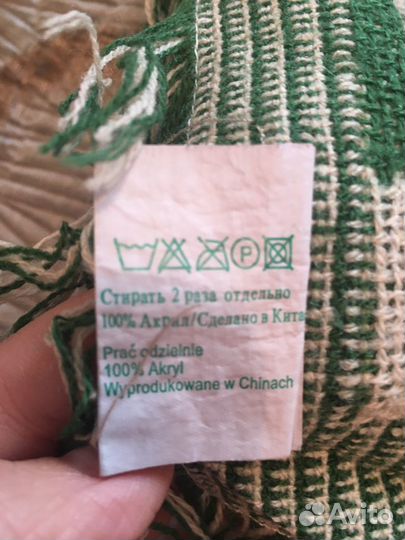 P
Стирать 2 раза отдельно
100% Акрил/Сделано в Кита
Prać odzielnie
100% Akryl
Wyprodukowane w Chinach
Avito